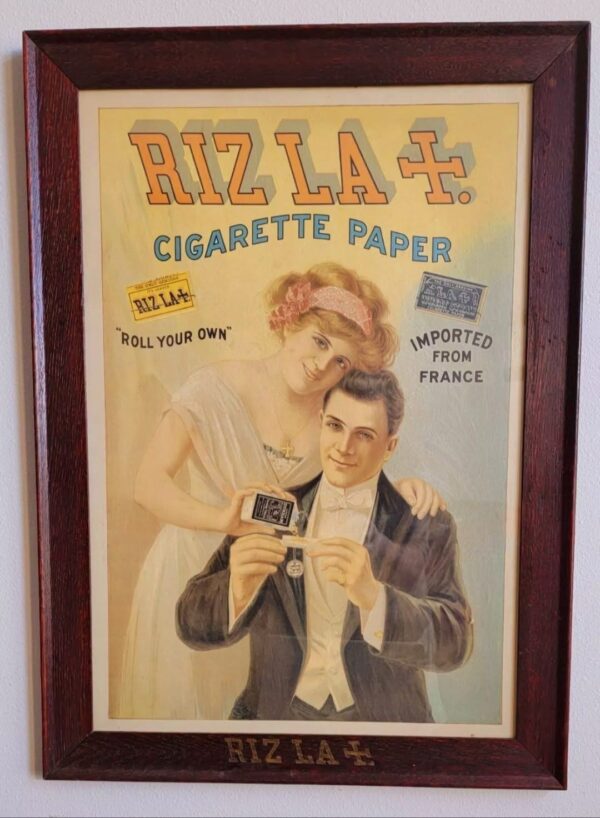 RIZ LA ✠.
CIGARETTE PAPER
RIZ LA ✠
"ROLL YOUR OWN"
IMPORTED
FROM
FRANCE
RIZ LA ✠.